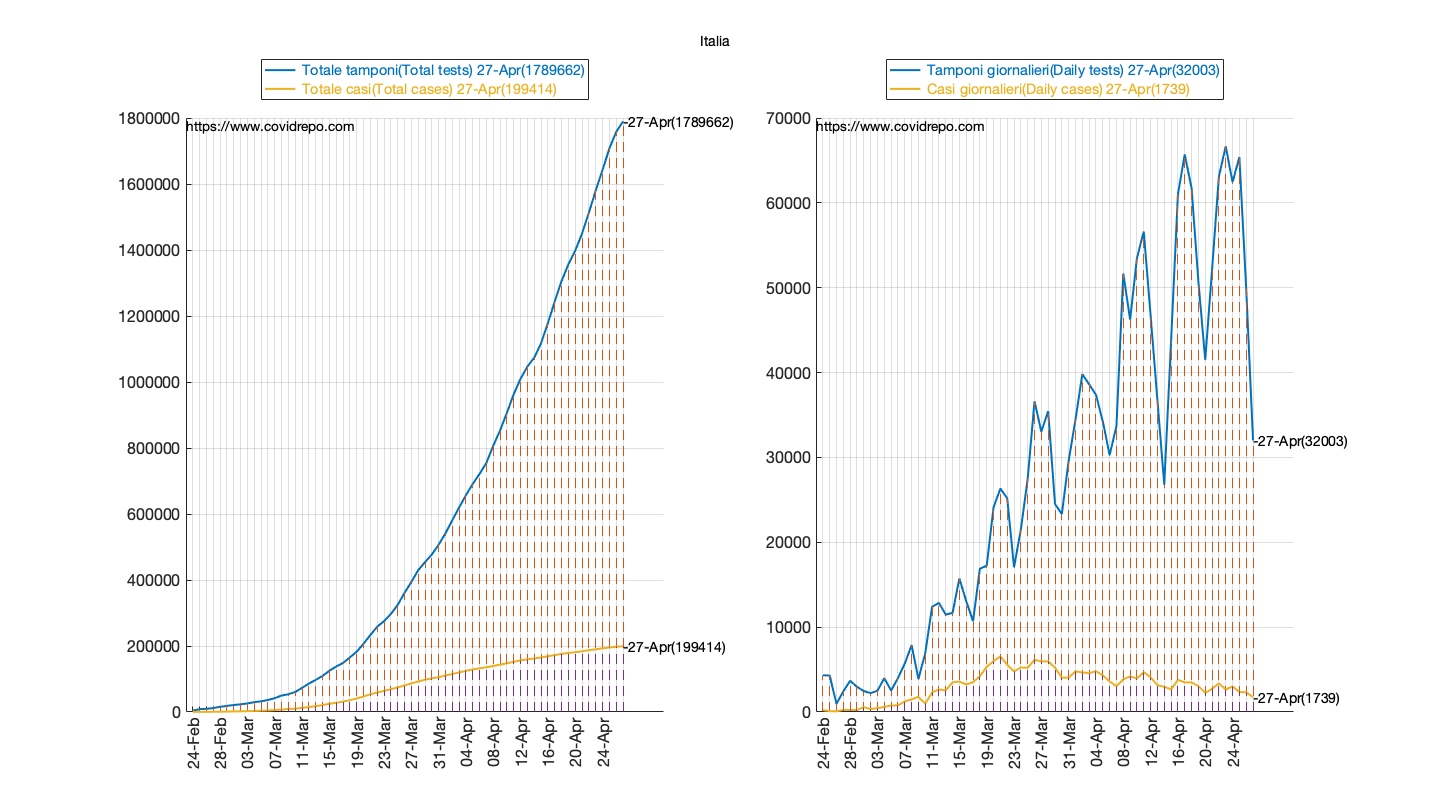 Italia
Totale tamponi(Total tests) 27-Apr(1789662)
Totale casi(Total cases) 27-Apr(199414)
1800000
1600000
1400000
1200000
1000000
800000
600000
400000
200000
0
https://www.covidrepo.com
27-Apr(1789662)
27-Apr(199414)
24-Feb
28-Feb
03-Mar
07-Mar
11-Mar
15-Mar
19-Mar
23-Mar
27-Mar
31-Mar
04-Apr
08-Apr
12-Apr
16-Apr
20-Apr
24-Apr
Tamponi giornalieri(Daily tests) 27-Apr(32003)
Casi giornalieri(Daily cases) 27-Apr(1739)
70000
60000
50000
40000
30000
20000
10000
0
https://www.covidrepo.com
27-Apr(32003)
27-Apr(1739)
24-Feb
28-Feb
03-Mar
07-Mar
11-Mar
15-Mar
19-Mar
23-Mar
27-Mar
31-Mar
04-Apr
08-Apr
12-Apr
16-Apr
20-Apr
24-Apr